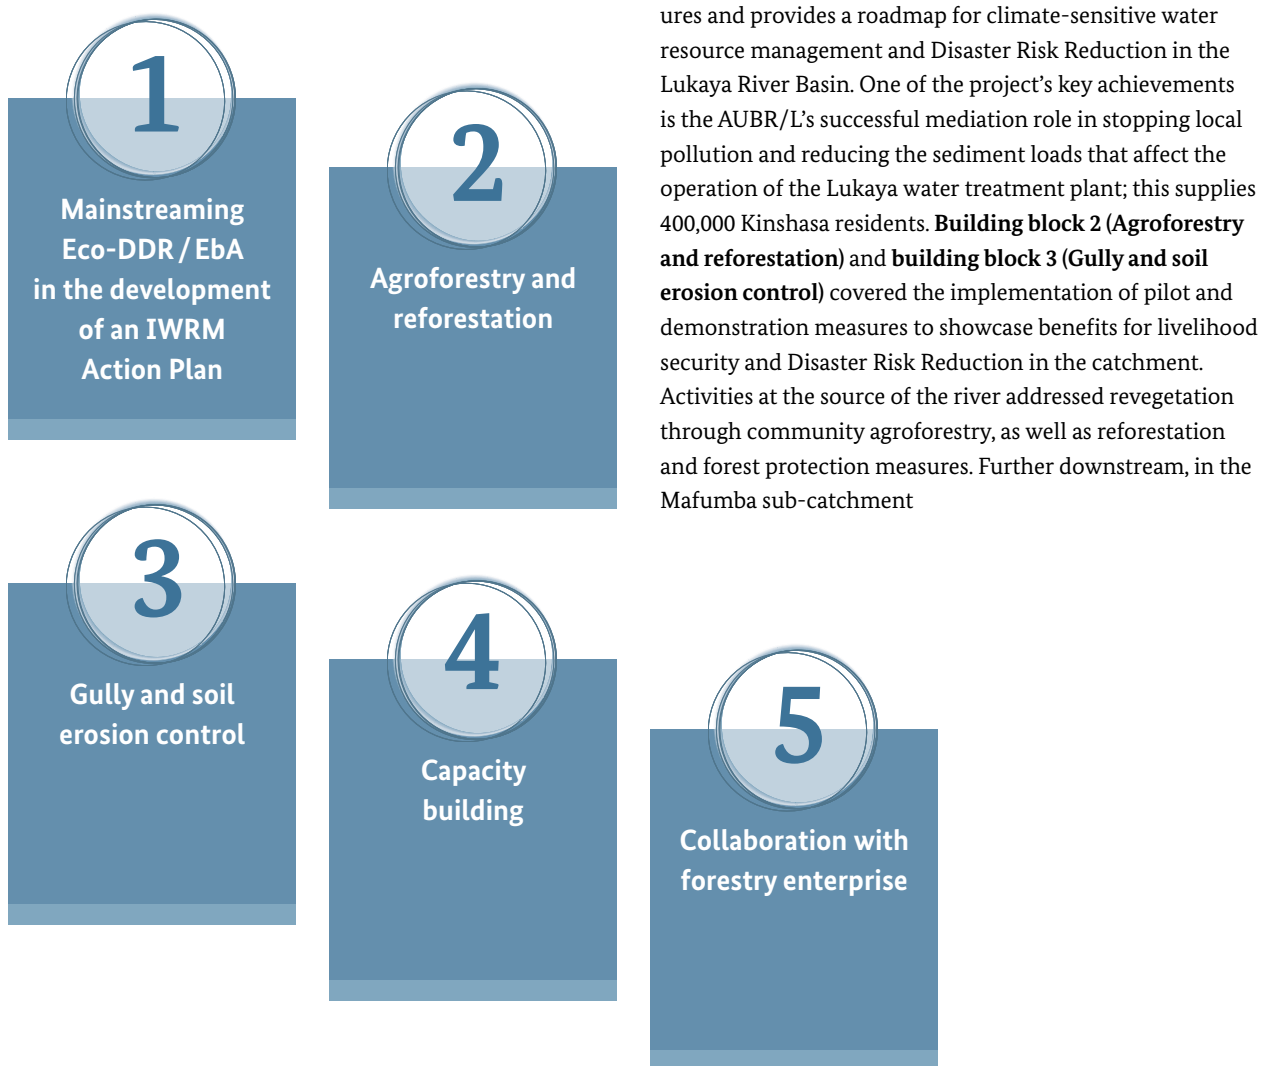 1
Mainstreaming
Eco-DDR / EbA
in the development
of an IWRM
Action Plan
2
Agroforestry and
reforestation
3
Gully and soil
erosion control
4
Capacity
building
5
Collaboration with
forestry enterprise
ures and provides a roadmap for climate-sensitive water
resource management and Disaster Risk Reduction in the
Lukaya River Basin. One of the project’s key achievements
is the AUBR/L’s successful mediation role in stopping local
pollution and reducing the sediment loads that affect the
operation of the Lukaya water treatment plant; this supplies
400,000 Kinshasa residents. Building block 2 (Agroforestry
and reforestation) and building block 3 (Gully and soil
erosion control) covered the implementation of pilot and
demonstration measures to showcase benefits for livelihood
security and Disaster Risk Reduction in the catchment.
Activities at the source of the river addressed revegetation
through community agroforestry, as well as reforestation
and forest protection measures. Further downstream, in the
Mafumba sub-catchment